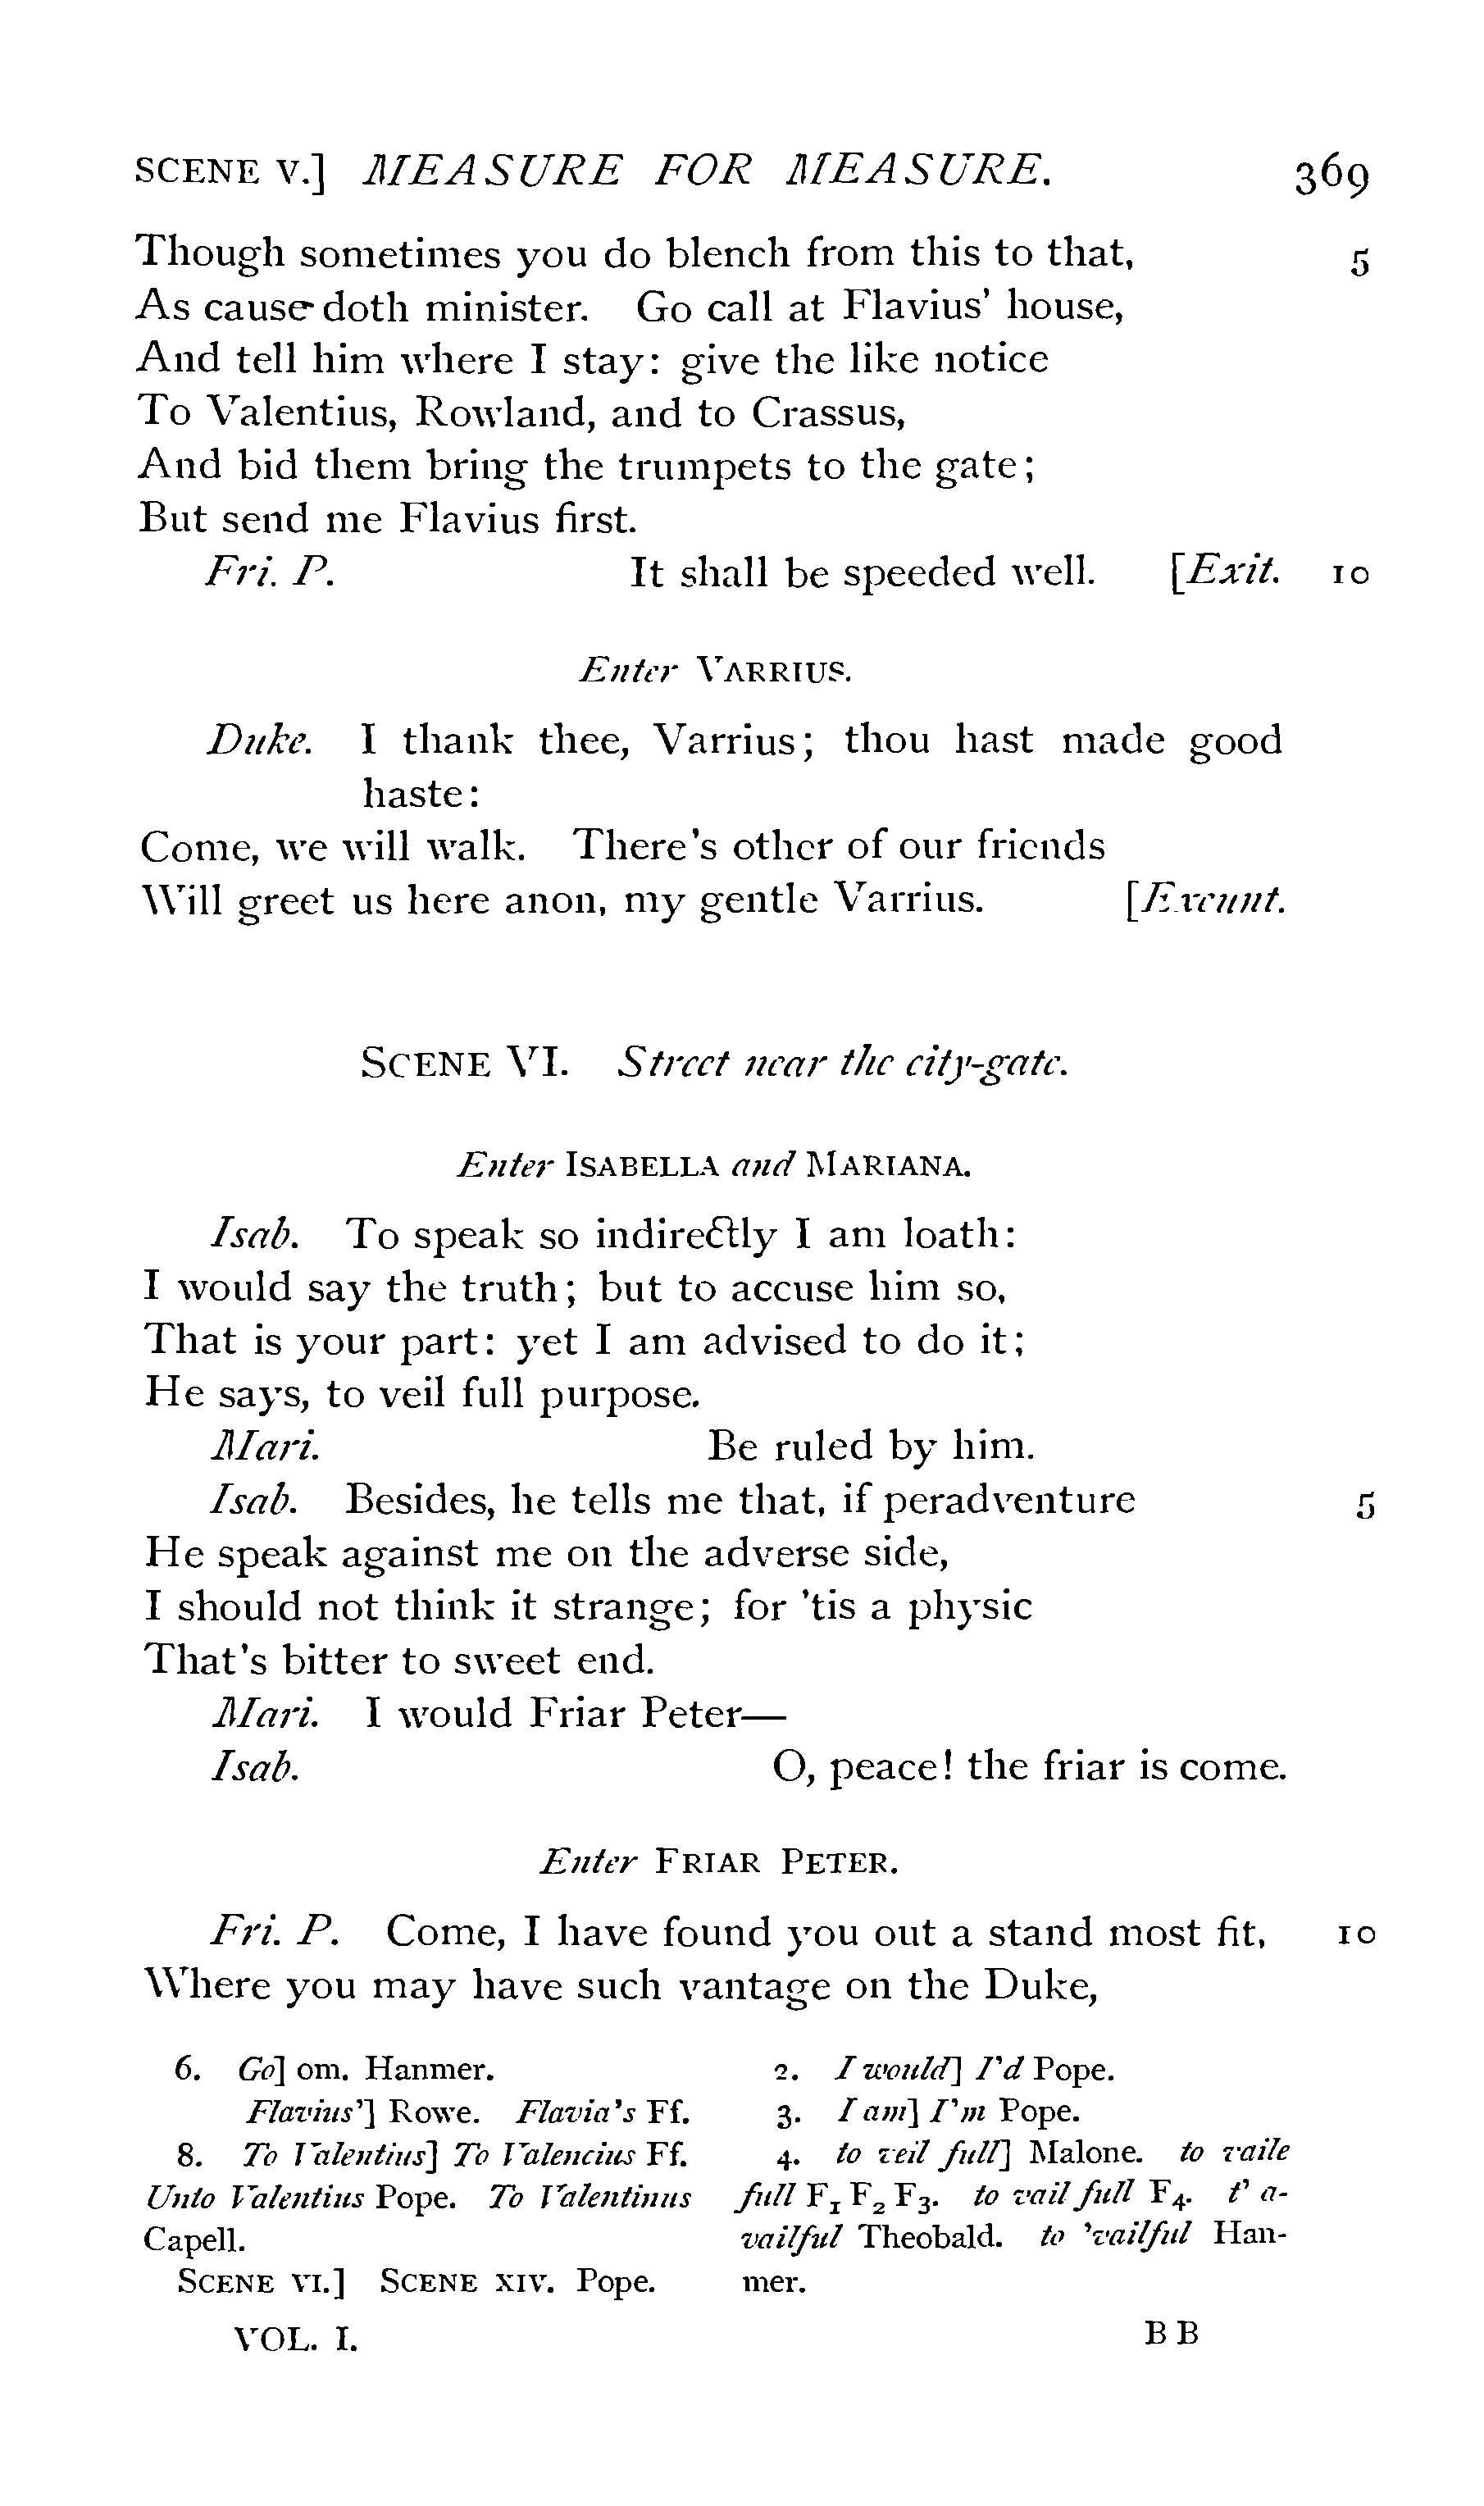 SCENE V.] MEASURE FOR MEASURE. 369
Though sometimes you do blench from this to that, 5
As cause doth minister. Go call at Flavius' house,
And tell him where I stay: give the like notice
To Valentius, Rowland, and to Crassus,
And bid them bring the trumpets to the gate;
But send me Flavius first.
Fri. P. It shall be speeded well. [Exit. 10
Enter VARRIUS.
Duke. I thank thee, Varrius; thou hast made good
haste:
Come, we will walk. There's other of our friends
Will greet us here anon, my gentle Varrius. [Exeunt.
SCENE VI. Street near the city-gate.
Enter ISABELLA and MARIANA.
Isab. To speak so indirectly I am loath:
I would say the truth; but to accuse him so,
That is your part: yet I am advised to do it;
He says, to veil full purpose.
Mari. Be ruled by him.
Isab. Besides, he tells me that, if peradventure 5
He speak against me on the adverse side,
I should not think it strange; for 'tis a physic
That's bitter to sweet end.
Mari. I would Friar Peter—
Isab. O, peace! the friar is come.
Enter FRIAR PETER.
Fri. P. Come, I have found you out a stand most fit, 10
Where you may have such vantage on the Duke,
6. Go] om. Hanmer.
Flavius'] Rowe. Flavia's Ff.
8. To Valentius] To Valencius Ff.
Unto Valentius Pope. To Valentinus
Capell.
SCENE VI.] SCENE XIV. Pope.
2. I would] I'd Pope.
3. I am] I'm Pope.
4. to veil full] Malone. to vaile
full F1 F2 F3. to vail full F4. t' a-
vailful Theobald. to 'vailful Han-
mer.
VOL. I. B B